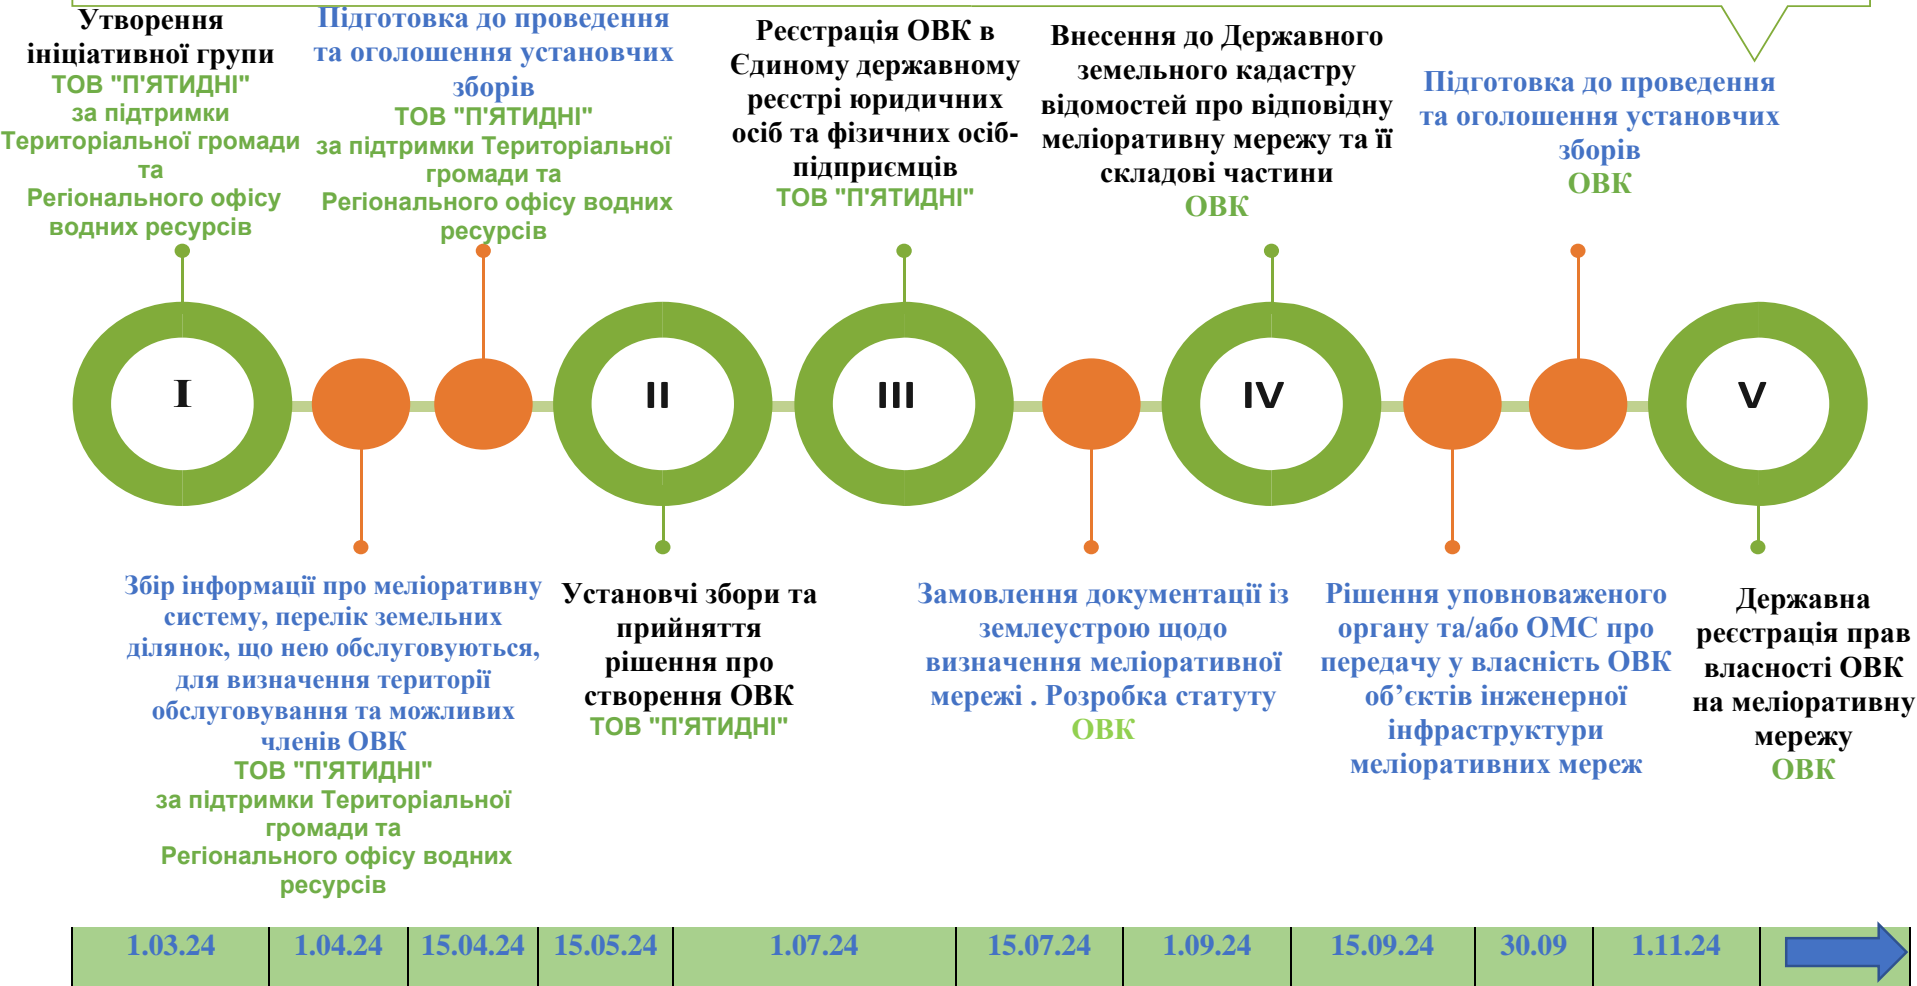 Утворення
ініціативної групи
ТОВ "П'ЯТИДНІ"
за підтримки
Територіальної громади
та
Регіонального офісу
водних ресурсів
Підготовка до проведення
та оголошення установчих
зборів
ТОВ "П'ЯТИДНІ"
за підтримки Територіальної
громади та
Регіонального офісу водних
ресурсів
Реєстрація ОВК в
Єдиному державному
реєстрі юридичних
осіб та фізичних осіб-
підприємців
ТОВ "П'ЯТИДНІ"
Внесення до Державного
земельного кадастру
відомостей про відповідну
меліоративну мережу та її
складові частини
ОВК
Підготовка до проведення
та оголошення установчих
зборів
ОВК
I
II
III
IV
V
Збір інформації про меліоративну
систему, перелік земельних
ділянок, що нею обслуговуються,
для визначення території
обслуговування та можливих
членів ОВК
ТОВ "П'ЯТИДНІ"
за підтримки Територіальної
громади та
Регіонального офісу водних
ресурсів
Установчі збори та
прийняття
рішення про
створення ОВК
ТОВ "П'ЯТИДНІ"
Замовлення документації із
землеустрою щодо
визначення меліоративної
мережі . Розробка статуту
ОВК
Рішення уповноваженого
органу та/або ОМС про
передачу у власність ОВК
об’єктів інженерної
інфраструктури
меліоративних мереж
Державна
реєстрація прав
власності ОВК
на меліоративну
мережу
ОВК
1.03.24
1.04.24
15.04.24
15.05.24
1.07.24
15.07.24
1.09.24
15.09.24
30.09
1.11.24